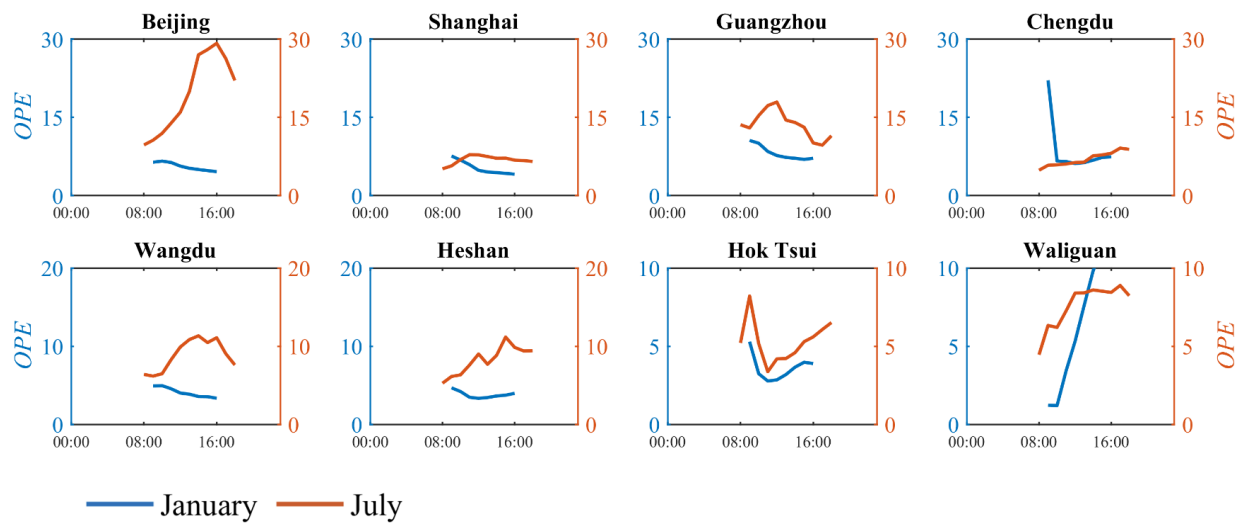 Beijing Shanghai Guangzhou Chengdu
30 30 30 30 30 30 30 30
15 15 15 15 15 15 15 15
OPE OPE
0 0 0 0 0 0 0 0
00:00 08:00 16:00 00:00 08:00 16:00 00:00 08:00 16:00 00:00 08:00 16:00
Wangdu Heshan Hok Tsui Waliguan
20 20 20 20 10 10 10 10
10 10 10 10 5 5 5 5
OPE OPE
0 0 0 0 0 0 0 0
00:00 08:00 16:00 00:00 08:00 16:00 00:00 08:00 16:00 00:00 08:00 16:00
January July